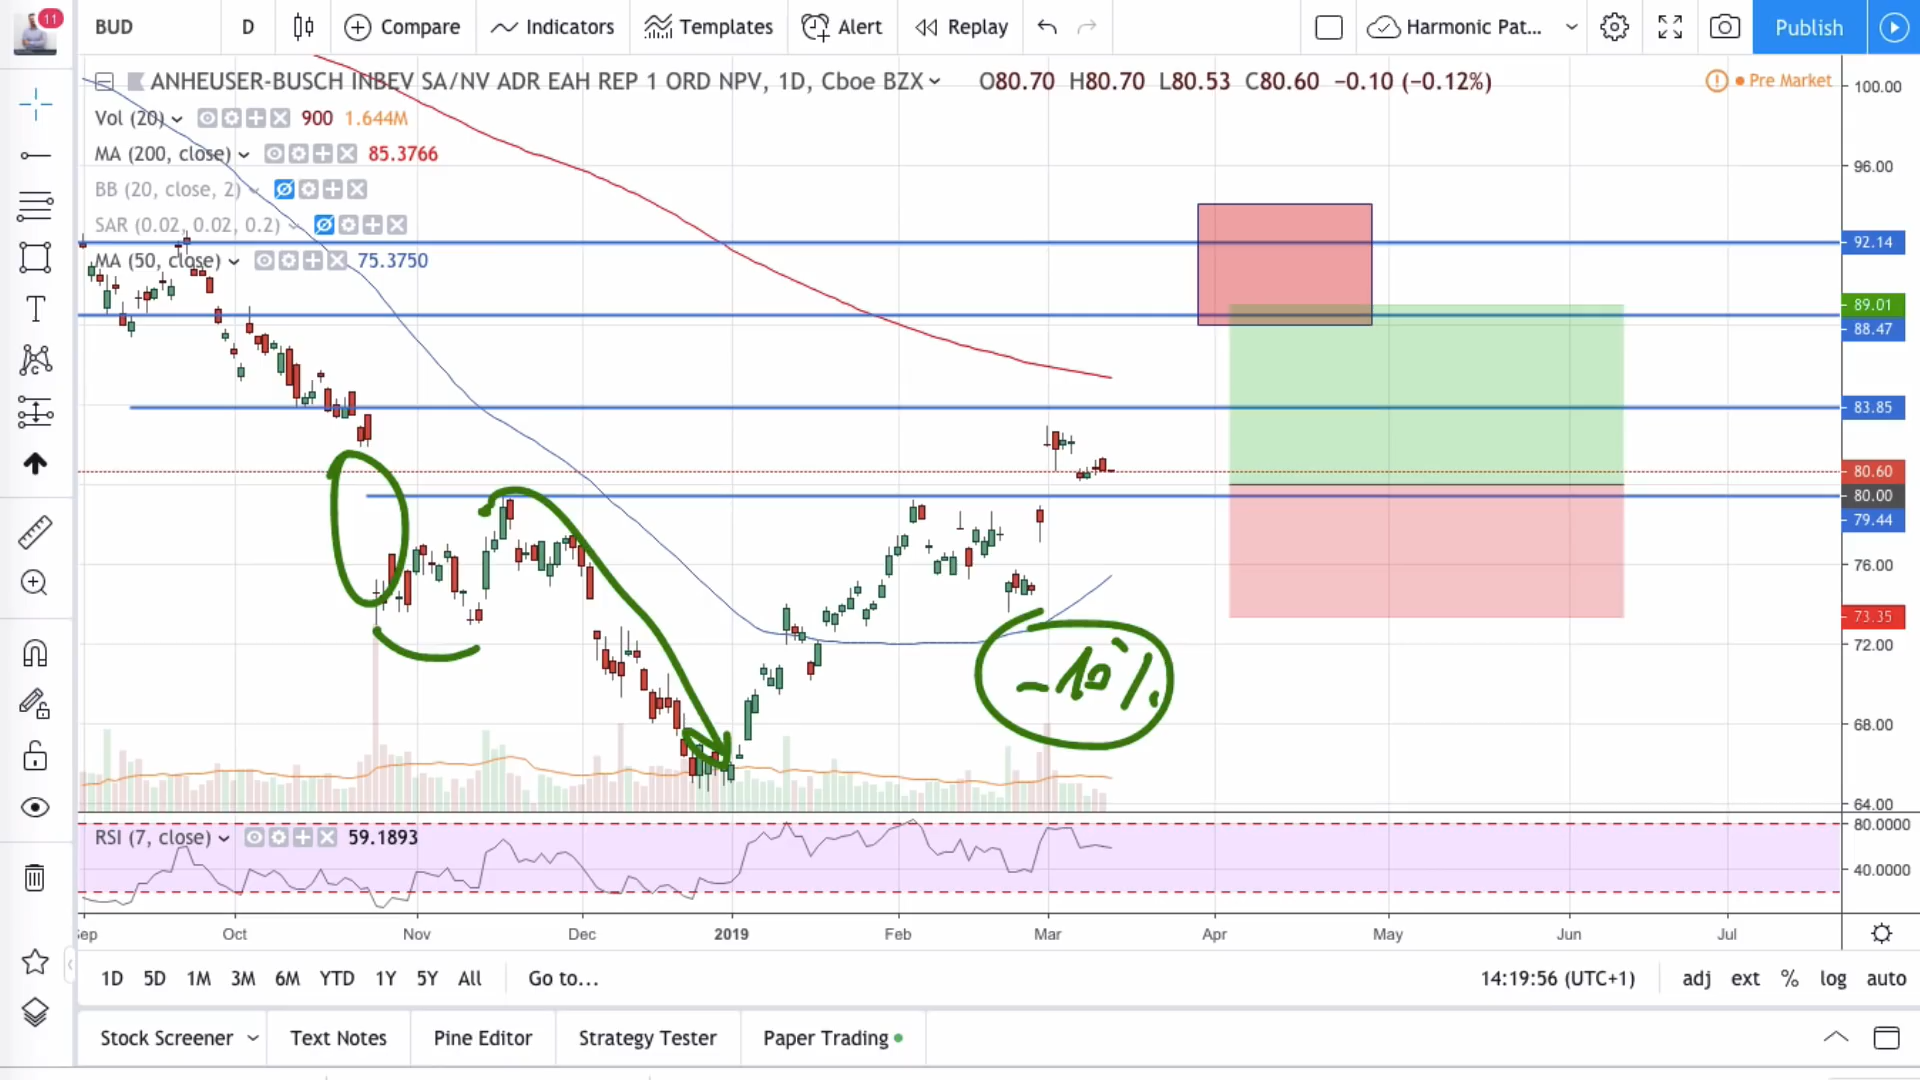 11
BUD
D
Compare
Indicators
Templates
Alert
Replay
Harmonic Pat...
Publish
ANHEUSER-BUSCH INBEV SA/NV ADR EAH REP 1 ORD NPV, 1D, Cboe BZX
O80.70 H80.70 L80.53 C80.60 −0.10 (−0.12%)
Pre Market
Vol (20) 900 1.644M
MA (200, close) 85.3766
BB (20, close, 2)
SAR (0.02, 0.02, 0.2)
MA (50, close) 75.3750
100.00
96.00
92.14
89.01
88.47
83.85
80.60
80.00
79.44
76.00
73.35
72.00
68.00
64.00
-10%
RSI (7, close) 59.1893
80.0000
40.0000
Sep Oct Nov Dec 2019 Feb Mar Apr May Jun Jul
1D 5D 1M 3M 6M YTD 1Y 5Y All Go to...
14:19:56 (UTC+1) adj ext % log auto
Stock Screener Text Notes Pine Editor Strategy Tester Paper Trading